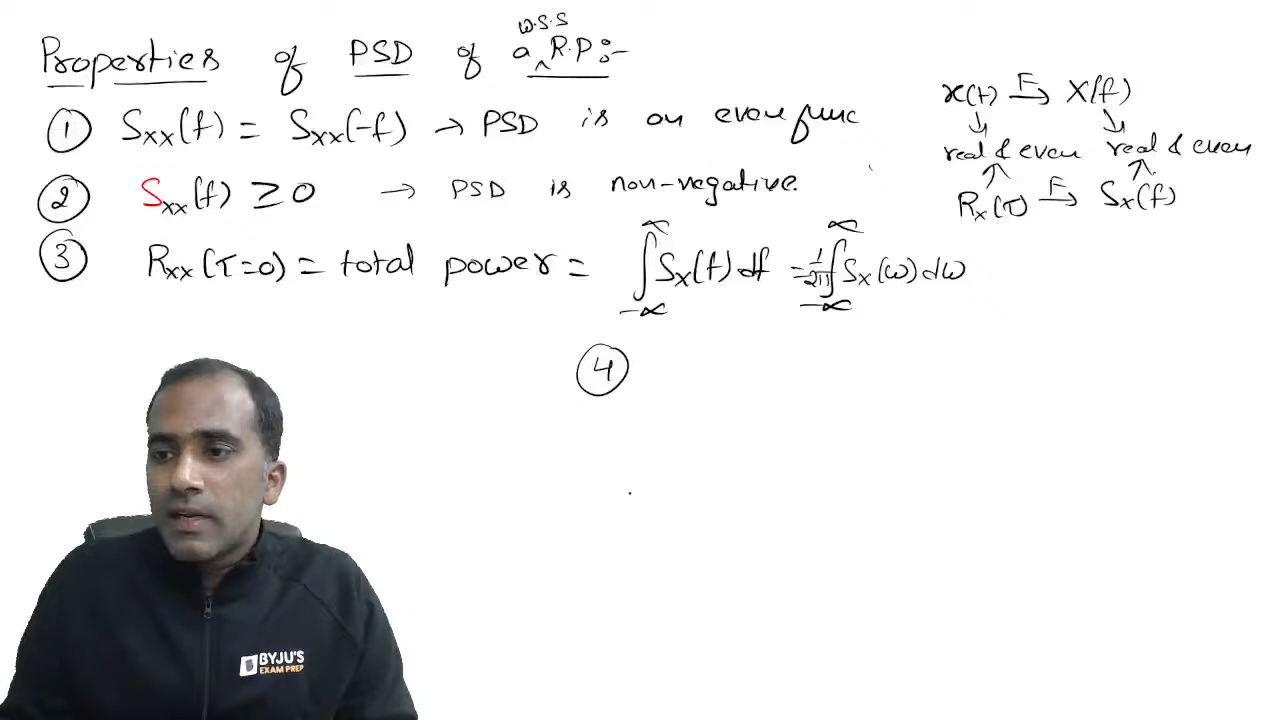 Properties of PSD of a ^ R.P :-
W.S.S
① Sxx(f) = Sxx(-f) → PSD is an even func
② Sxx(f) ≥ 0 → PSD is non-negative.
③ Rxx(τ=0) = total power = ∫_{-∞}^{∞} Sx(f) df = 1/2π ∫_{-∞}^{∞} Sx(ω) dω
④
x(t) F→ X(f)
real & even real & even
Rx(τ) F→ Sx(f)
BYJU'S
EXAM PREP